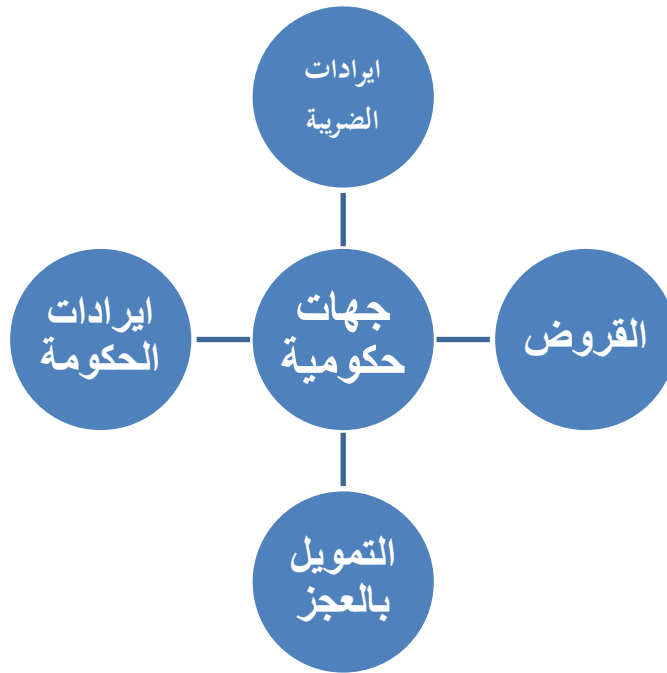 ايرادات
الضريبة
القروض
جهات
حكومية
ايرادات
الحكومة
التمويل
بالعجز